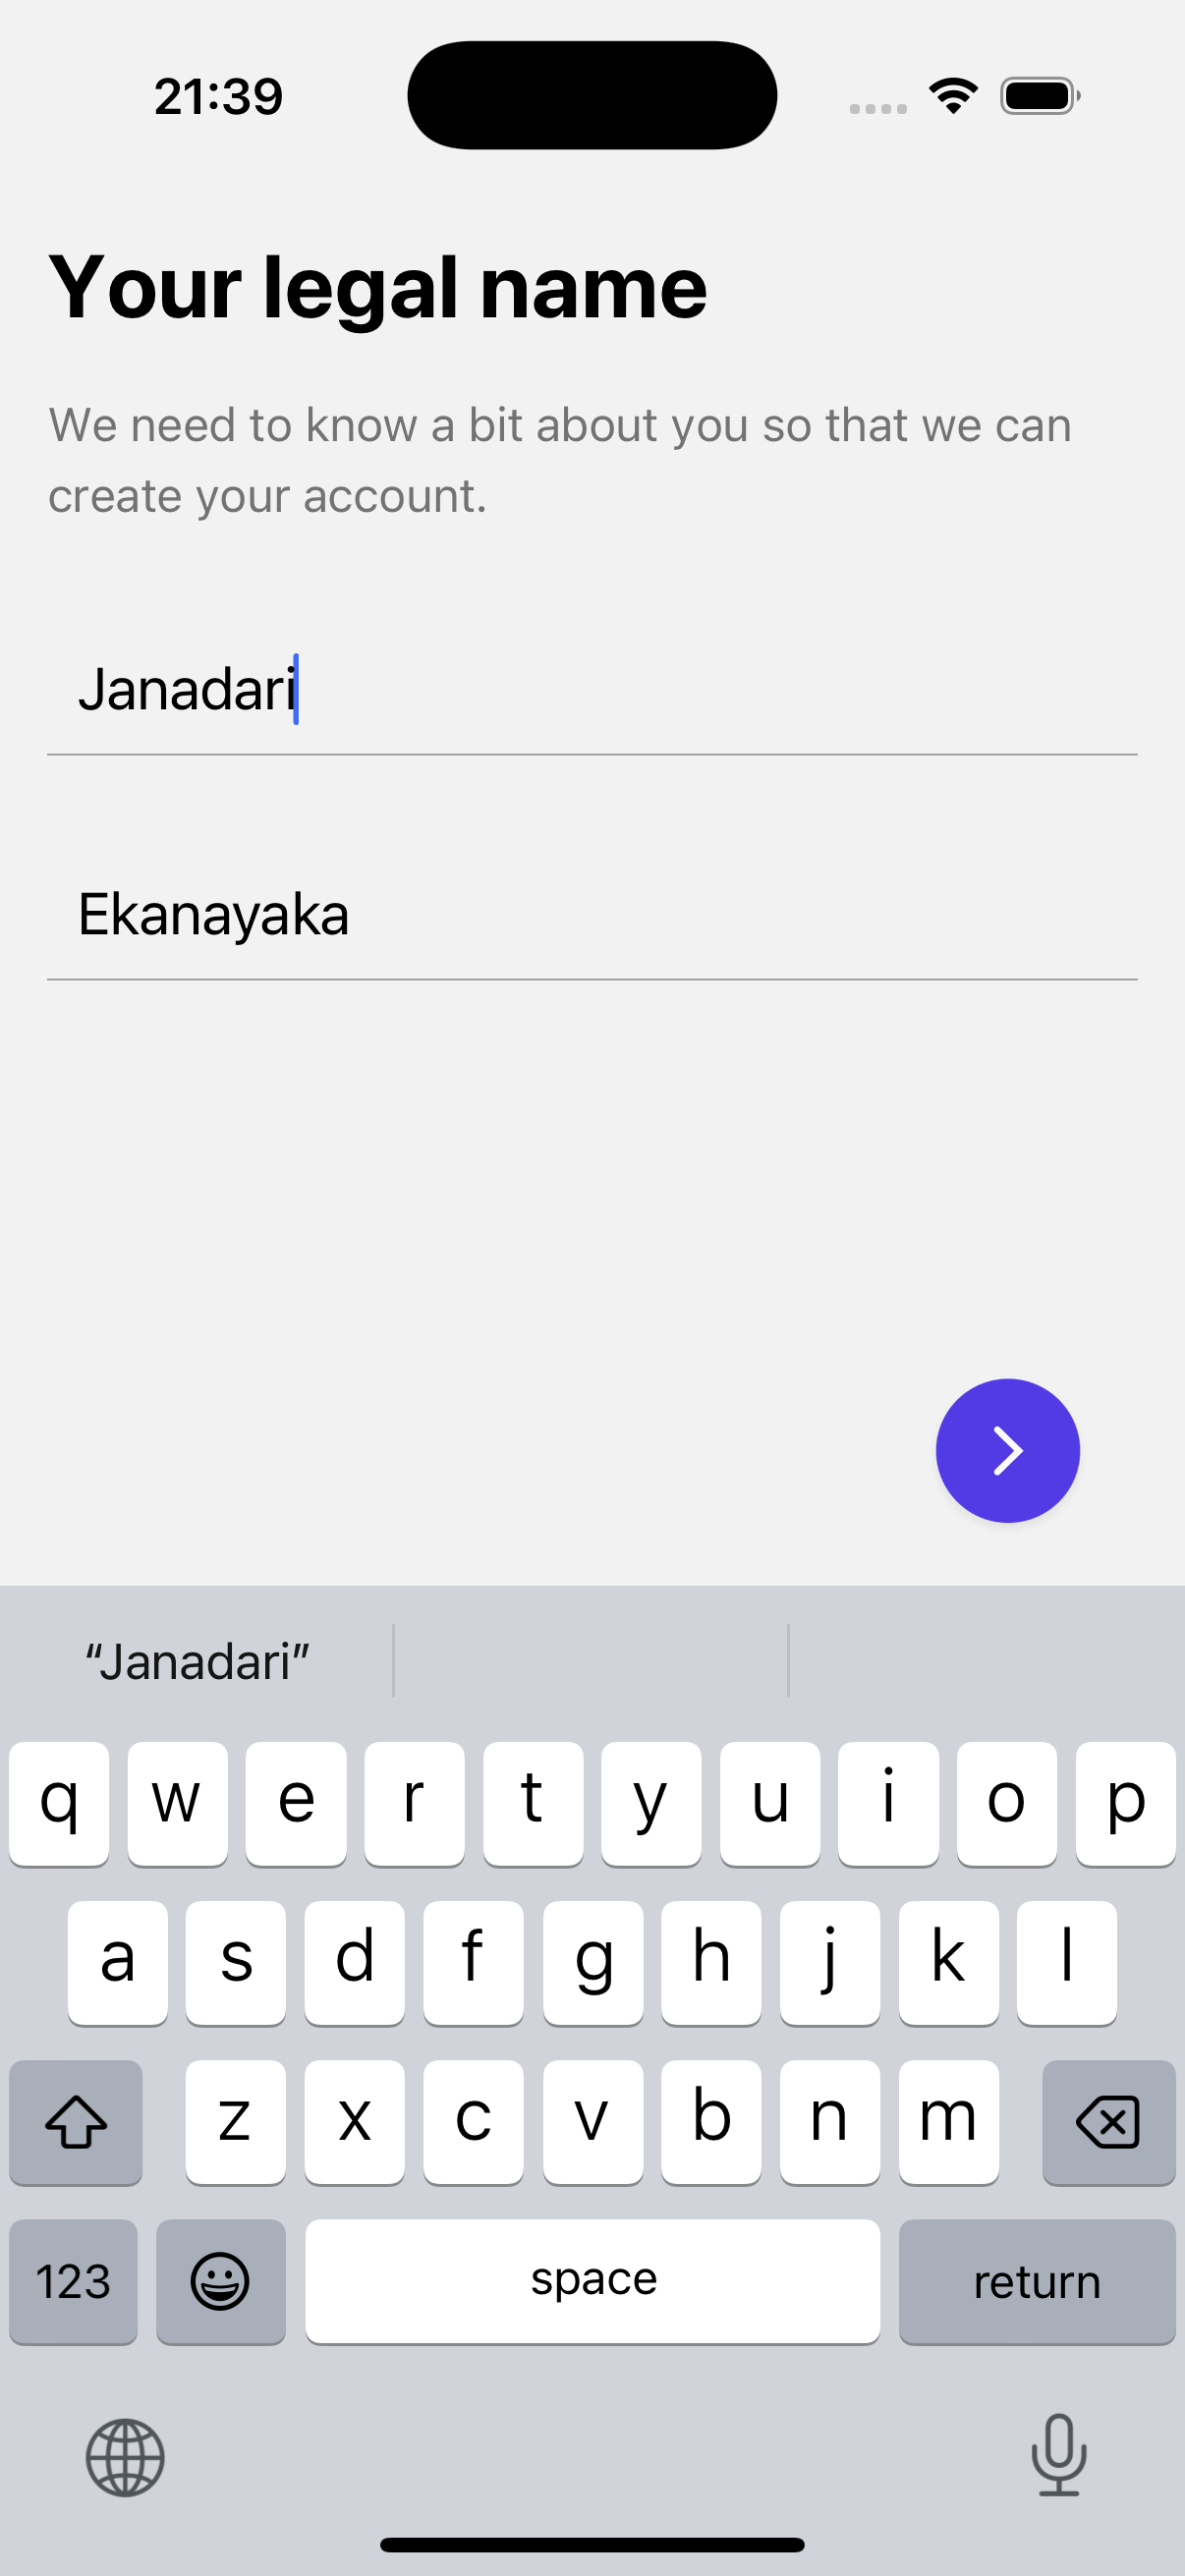 21:39
Your legal name
We need to know a bit about you so that we can
create your account.
Janadari
Ekanayaka
“Janadari”
q w e r t y u i o p
a s d f g h j k l
z x c v b n m
123 space return